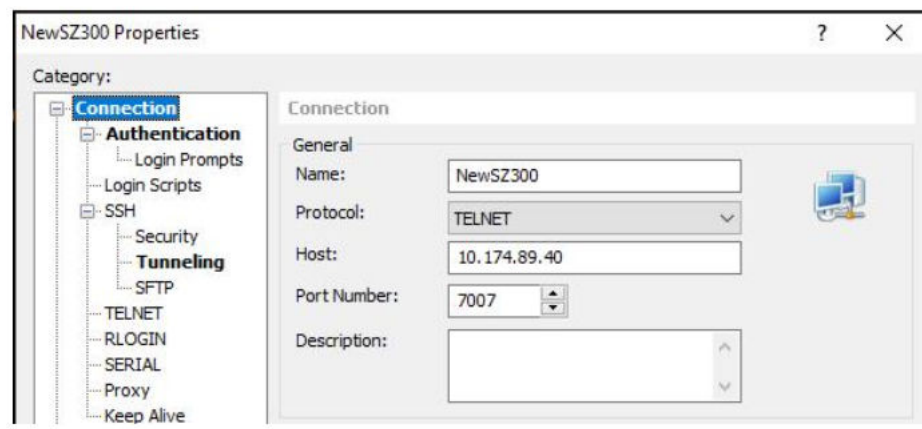 NewSZ300 Properties
?
Category:
Connection
Authentication
Login Prompts
Login Scripts
SSH
Security
Tunneling
SFTP
TELNET
RLOGIN
SERIAL
Proxy
Keep Alive
Connection
General
Name: NewSZ300
Protocol: TELNET
Host: 10.174.89.40
Port Number: 7007
Description: